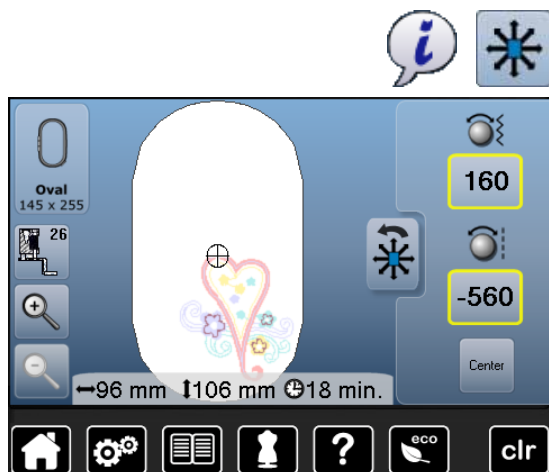 i
Oval
145 x 255
26
160
-560
Center
96 mm 106 mm 18 min.
?
eco
clr